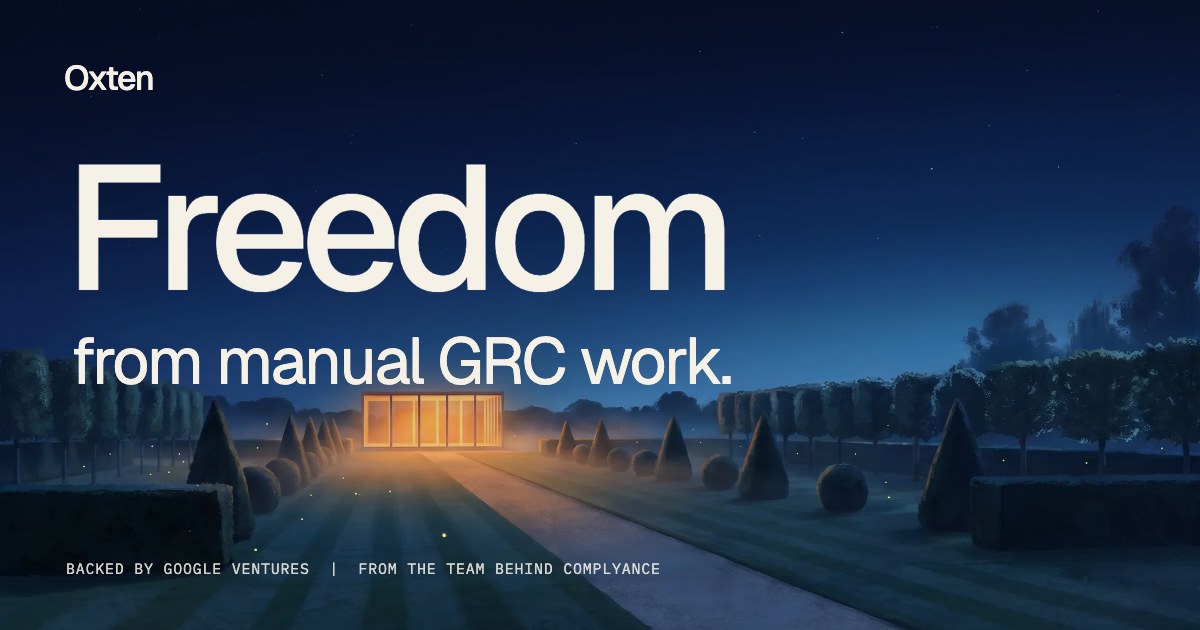 Oxten
Freedom
from manual GRC work.
BACKED BY GOOGLE VENTURES | FROM THE TEAM BEHIND COMPLYANCE